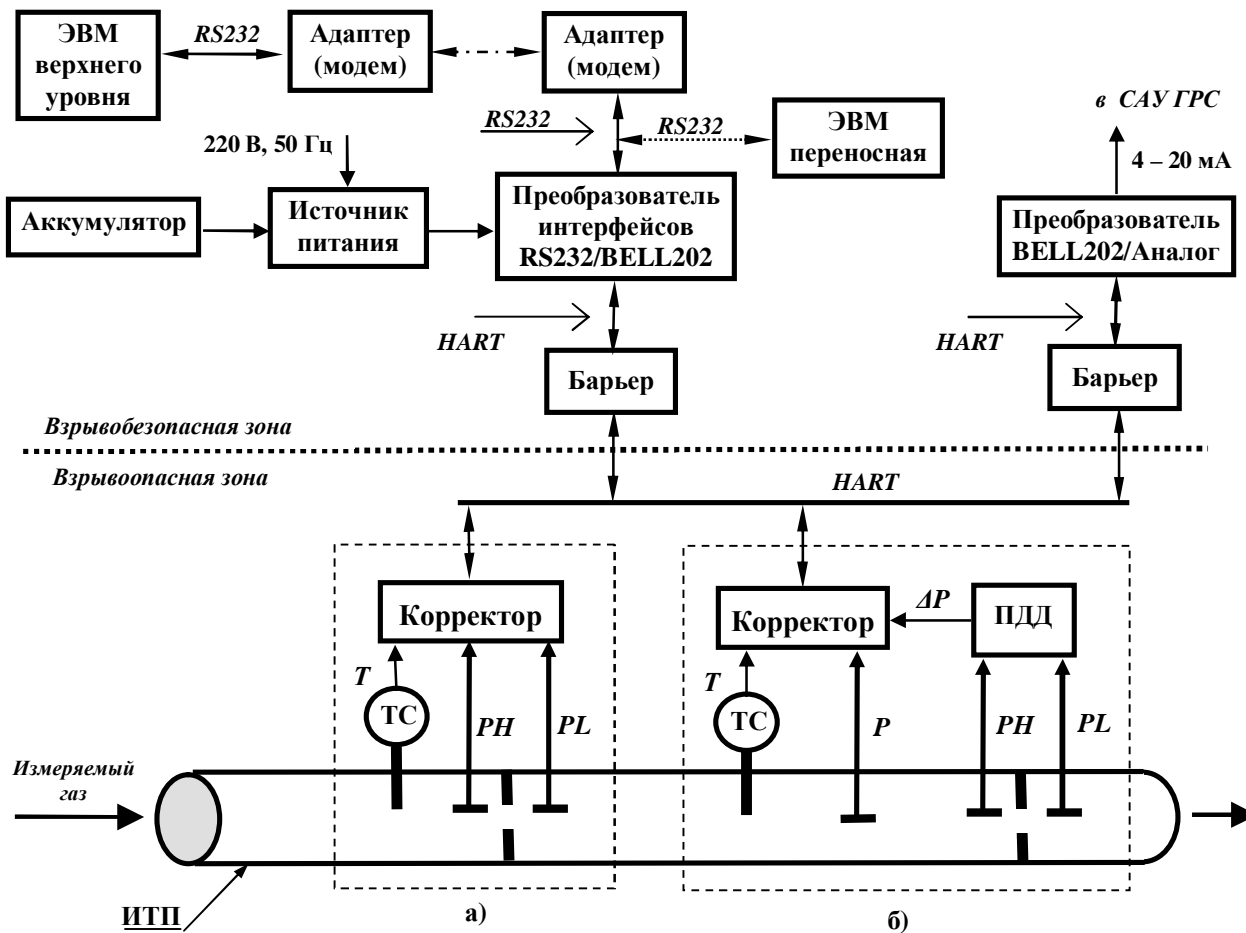 ЭВМ
верхнего
уровня
RS232
Адаптер
(модем)
Адаптер
(модем)
RS232
RS232
ЭВМ
переносная
в САУ ГРС
4 – 20 мА
220 В, 50 Гц
Аккумулятор
Источник
питания
Преобразователь
интерфейсов
RS232/BELL202
Преобразователь
BELL202/Аналог
HART
HART
Барьер
Барьер
Взрывобезопасная зона
Взрывоопасная зона
HART
Корректор
T
ТС
PH
PL
Корректор
ΔP
ПДД
T
ТС
P
PH
PL
Измеряемый
газ
ИТП
а)
б)